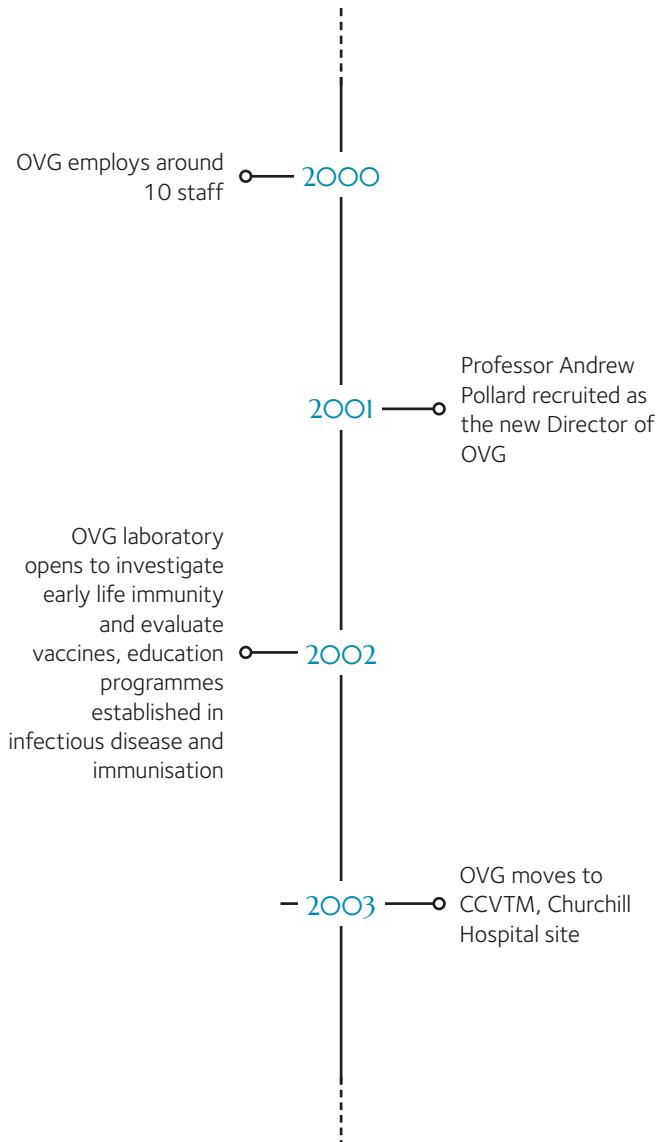 OVG employs around
10 staff
2000
2001
Professor Andrew
Pollard recruited as
the new Director of
OVG
OVG laboratory
opens to investigate
early life immunity
and evaluate
vaccines, education
programmes
established in
infectious disease and
immunisation
2002
2003
OVG moves to
CCVTM, Churchill
Hospital site